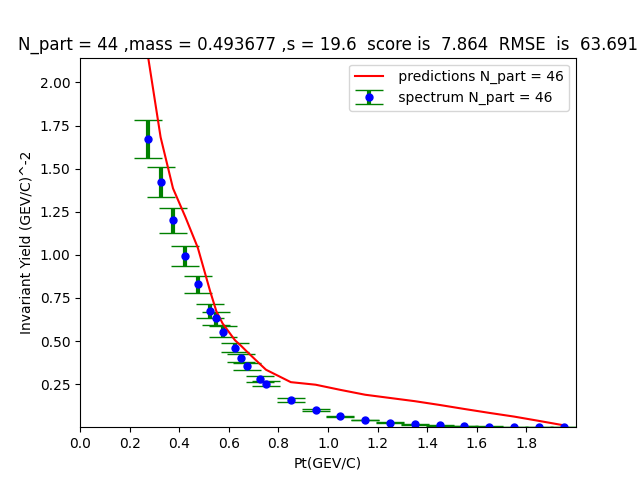 N_part = 44 ,mass = 0.493677 ,s = 19.6  score is  7.864  RMSE  is  63.691
predictions N_part = 46
spectrum N_part = 46
2.00
1.75
1.50
1.25
1.00
0.75
0.50
0.25
Invariant Yield (GEV/C)^-2
0.0 0.2 0.4 0.6 0.8 1.0 1.2 1.4 1.6 1.8
Pt(GEV/C)